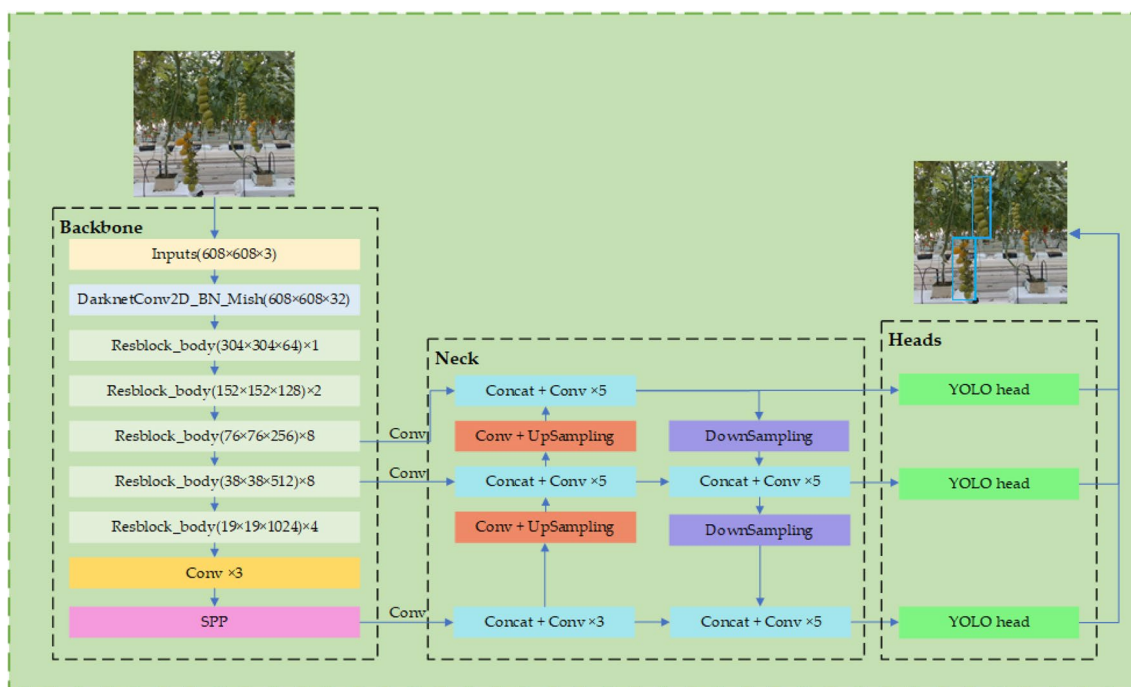 Backbone
Inputs(608×608×3)
DarknetConv2D_BN_Mish(608×608×32)
Resblock_body(304×304×64)×1
Resblock_body(152×152×128)×2
Resblock_body(76×76×256)×8
Resblock_body(38×38×512)×8
Resblock_body(19×19×1024)×4
Conv ×3
SPP
Conv
Conv
Conv
Neck
Concat + Conv ×5
Conv + UpSampling
DownSampling
Concat + Conv ×5
Concat + Conv ×5
Conv + UpSampling
DownSampling
Concat + Conv ×3
Concat + Conv ×5
Heads
YOLO head
YOLO head
YOLO head